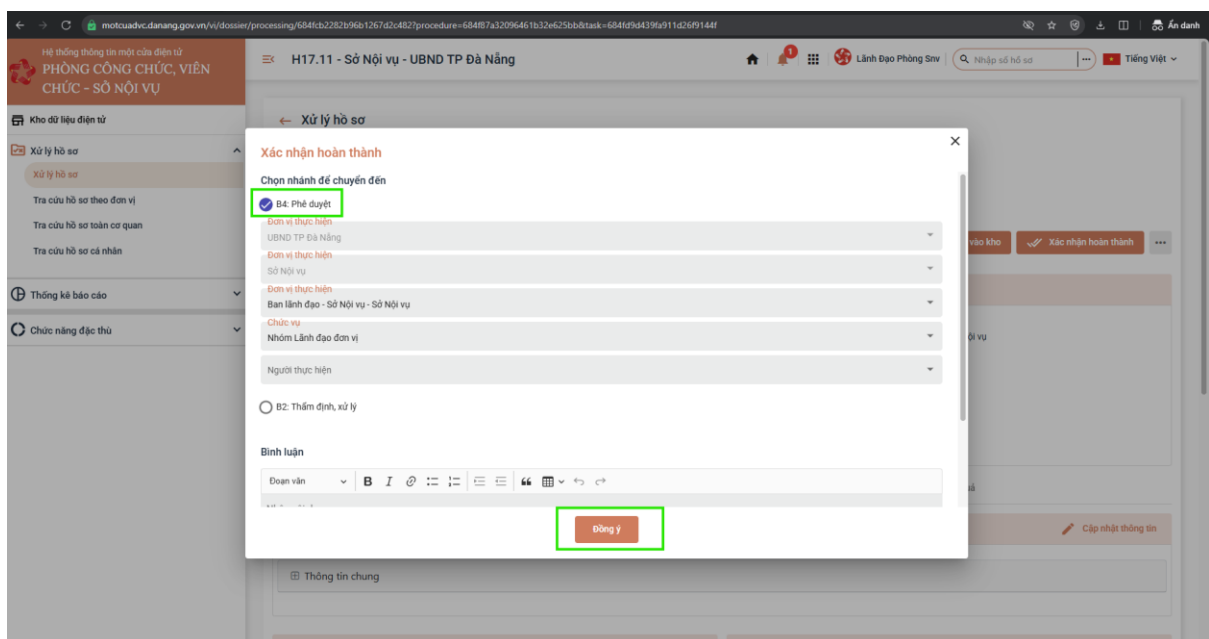 motcuadvc.danang.gov.vn/vi/dossier/processing/684fcb2282b96b1267d2c482?procedure=684f87a32096461b32e625bb&task=684fd9d439fa911d26f9144f
Ẩn danh
Hệ thống thông tin một cửa điện tử
PHÒNG CÔNG CHỨC, VIÊN
CHỨC - SỞ NỘI VỤ
H17.11 - Sở Nội vụ - UBND TP Đà Nẵng
1
Lãnh Đạo Phòng Snv
Nhập số hồ sơ
Tiếng Việt
Kho dữ liệu điện tử
Xử lý hồ sơ
Xử lý hồ sơ
Tra cứu hồ sơ theo đơn vị
Tra cứu hồ sơ toàn cơ quan
Tra cứu hồ sơ cá nhân
Thống kê báo cáo
Chức năng đặc thù
Xử lý hồ sơ
Xác nhận hoàn thành
Chọn nhánh để chuyển đến
B4: Phê duyệt
Đơn vị thực hiện
UBND TP Đà Nẵng
Đơn vị thực hiện
Sở Nội vụ
Đơn vị thực hiện
Ban lãnh đạo - Sở Nội vụ - Sở Nội vụ
Chức vụ
Nhóm Lãnh đạo đơn vị
Người thực hiện
B2: Thẩm định, xử lý
Bình luận
Đoạn văn
B I
Đồng ý
vào kho
Xác nhận hoàn thành
ội vụ
Cập nhật thông tin
Thông tin chung